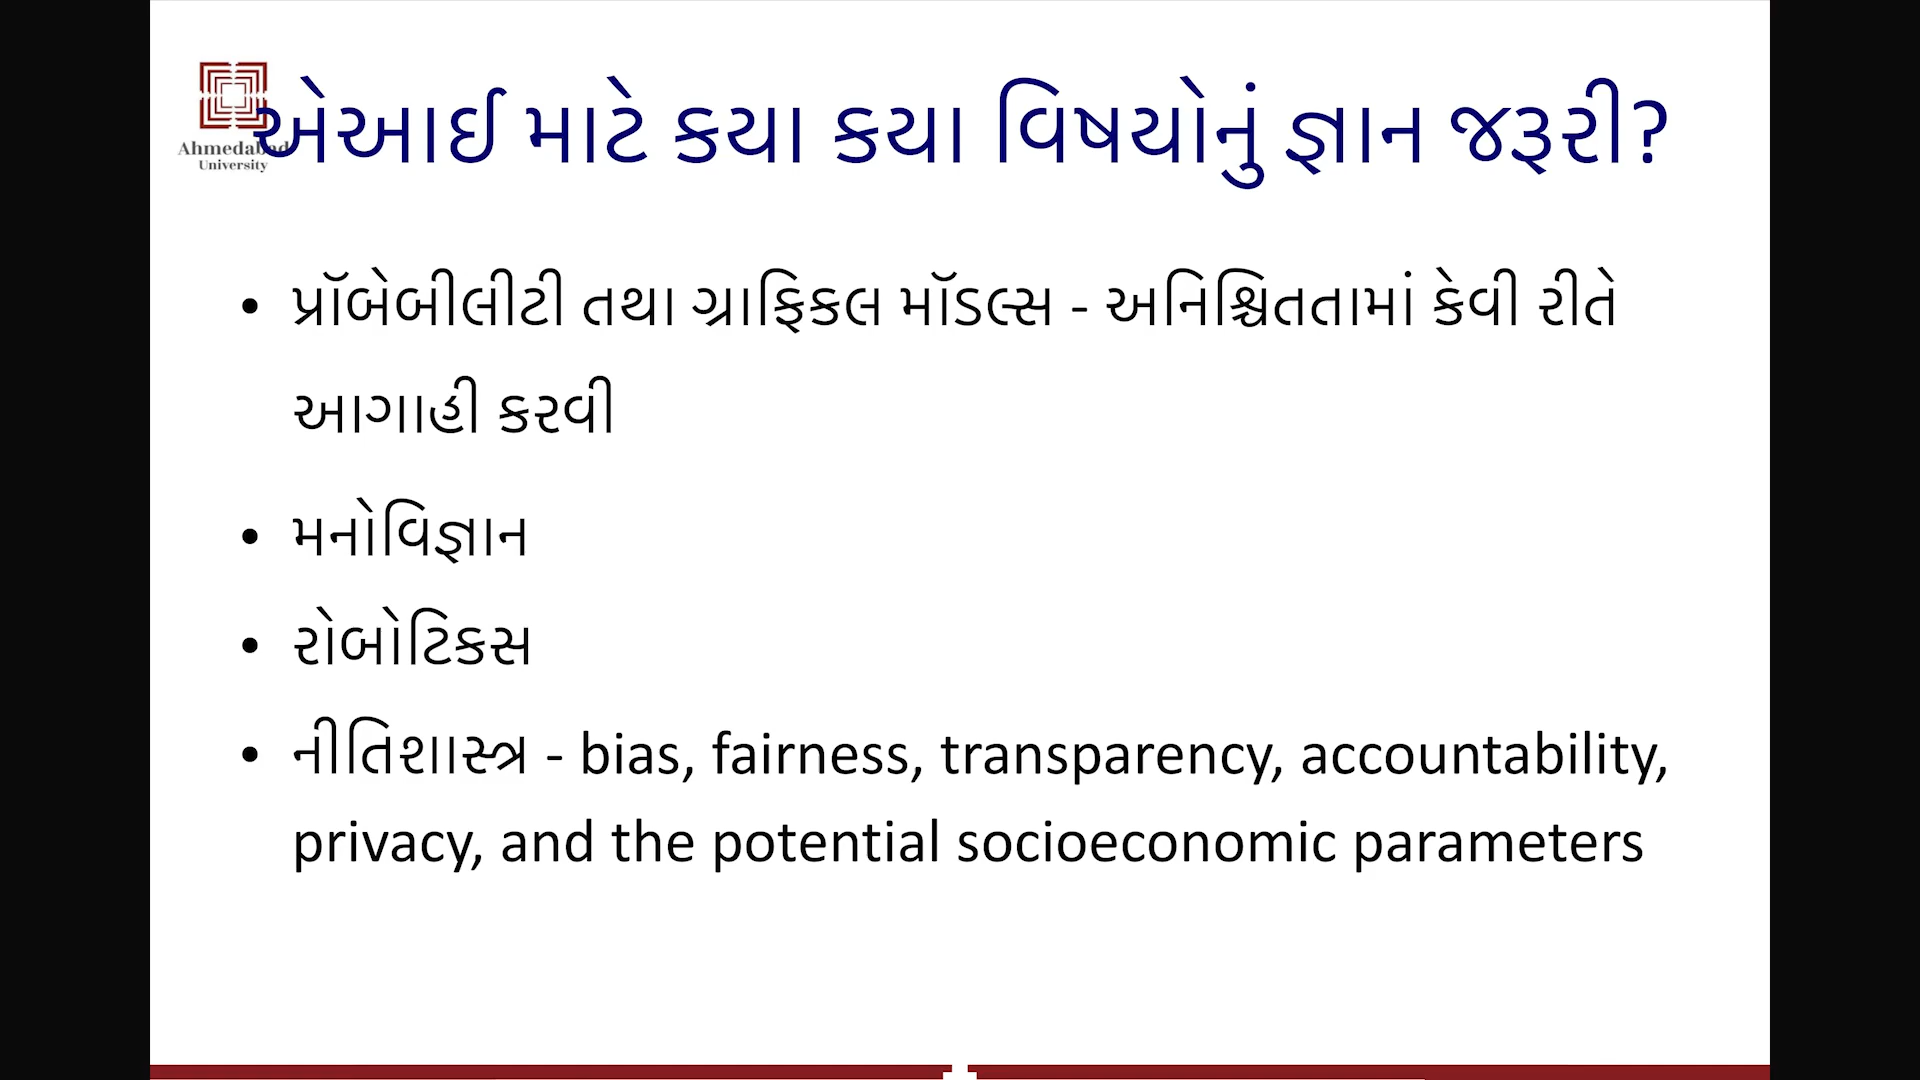 Ahmedabad
University
એઆઈ માટે કયા કયા વિષયોનું જ્ઞાન જરૂરી?
• પ્રૉબેબીલીટી તથા ગ્રાફિકલ મૉડલ્સ - અનિશ્ચિતતામાં કેવી રીતે
આગાહી કરવી
• મનોવિજ્ઞાન
• રોબોટિકસ
• નીતિશાસ્ત્ર - bias, fairness, transparency, accountability,
privacy, and the potential socioeconomic parameters